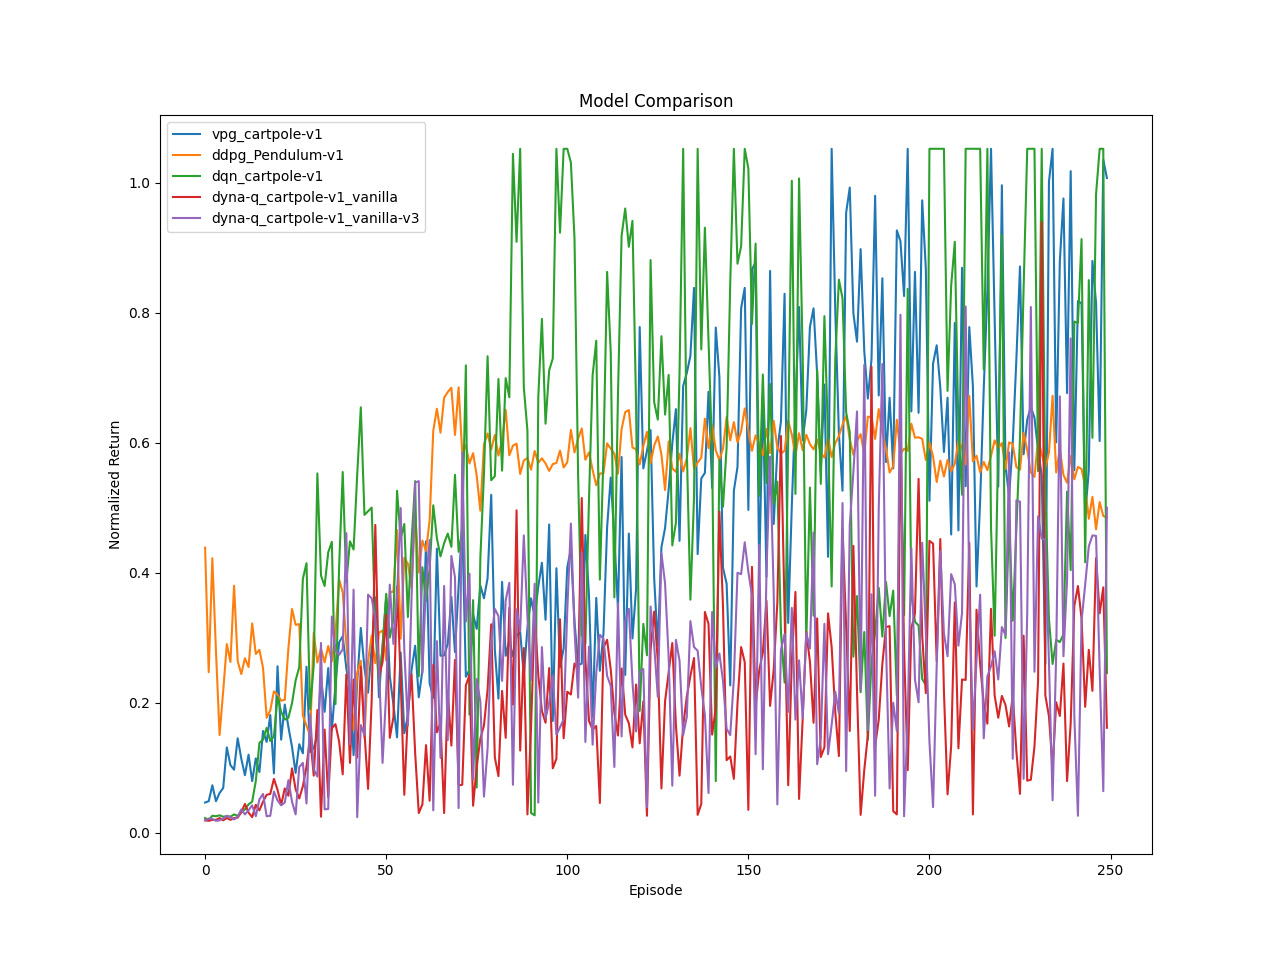 Model Comparison
vpg_cartpole-v1
ddpg_Pendulum-v1
dqn_cartpole-v1
dyna-q_cartpole-v1_vanilla
dyna-q_cartpole-v1_vanilla-v3
1.0
0.8
0.6
0.4
0.2
0.0
Normalized Return
0 50 100 150 200 250
Episode